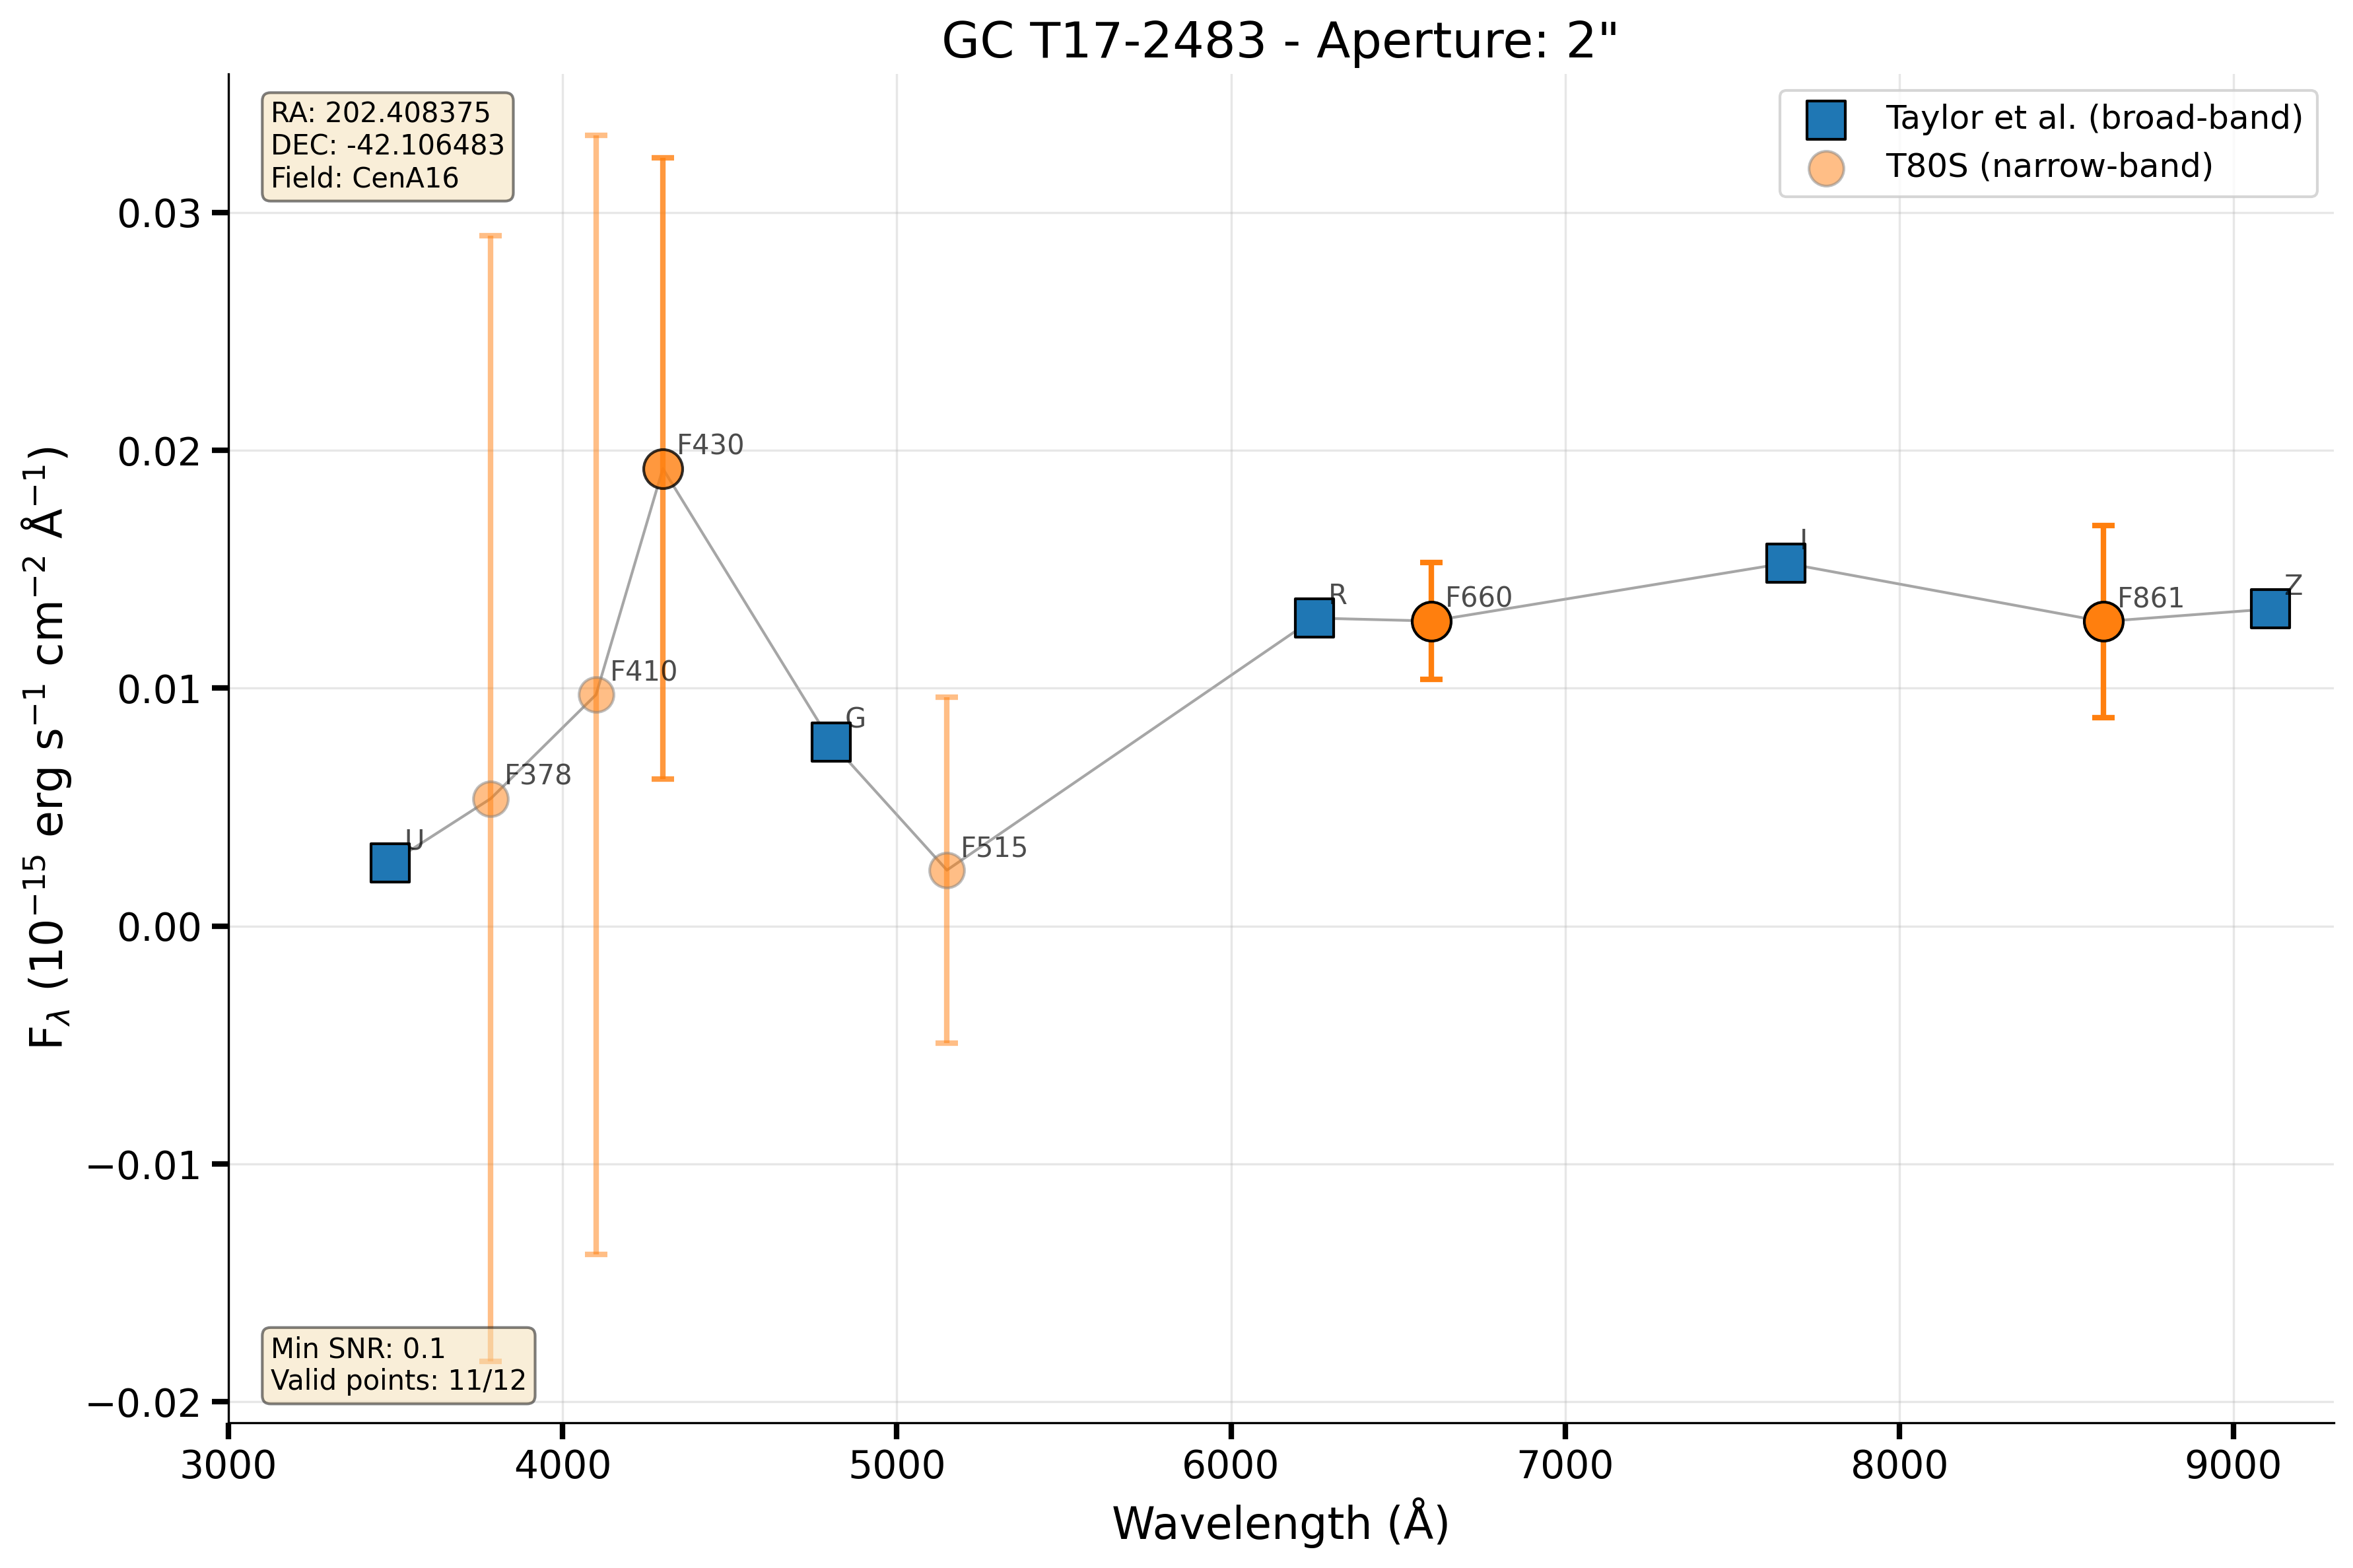 GC T17-2483 - Aperture: 2"
RA: 202.408375
DEC: -42.106483
Field: CenA16
Taylor et al. (broad-band)
T80S (narrow-band)
F430
F410
F378
U
G
F515
R
F660
I
F861
Z
0.03
0.02
0.01
0.00
−0.01
−0.02
Fλ (10⁻¹⁵ erg s⁻¹ cm⁻² Å⁻¹)
Min SNR: 0.1
Valid points: 11/12
3000 4000 5000 6000 7000 8000 9000
Wavelength (Å)